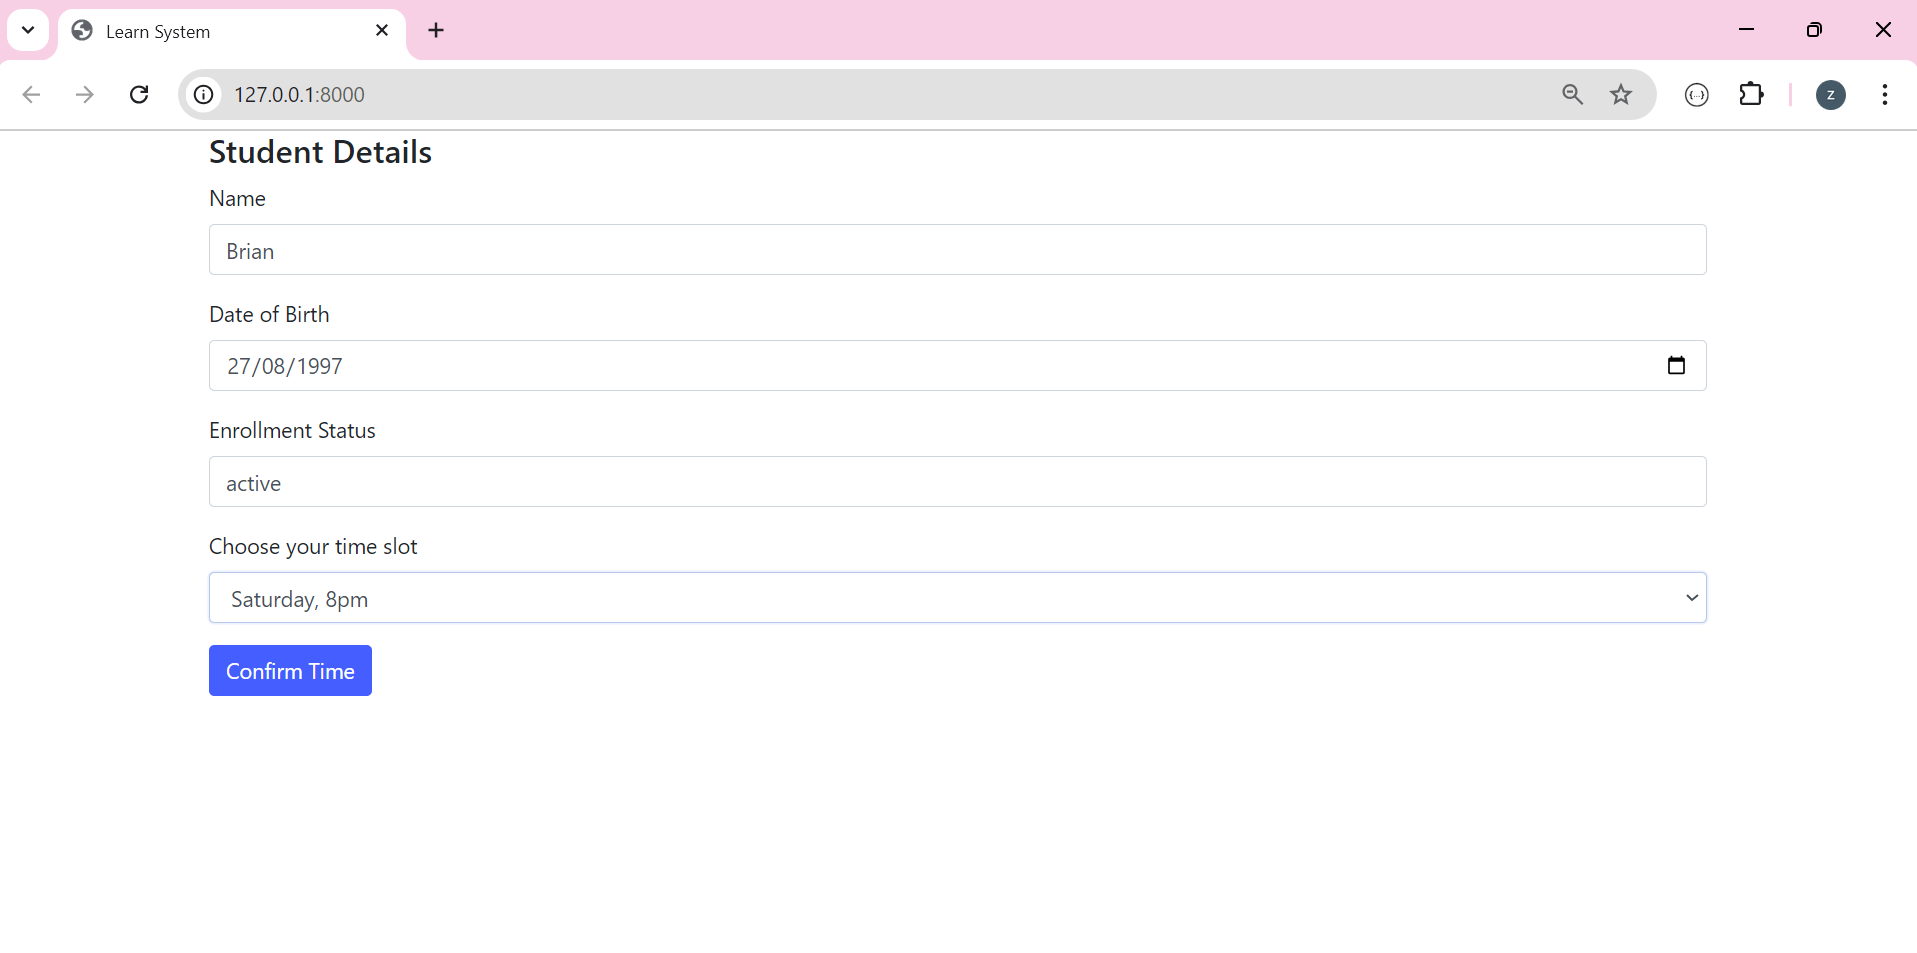 Learn System
127.0.0.1:8000
{...}
z
Student Details
Name
Brian
Date of Birth
27/08/1997
Enrollment Status
active
Choose your time slot
Saturday, 8pm
Confirm Time